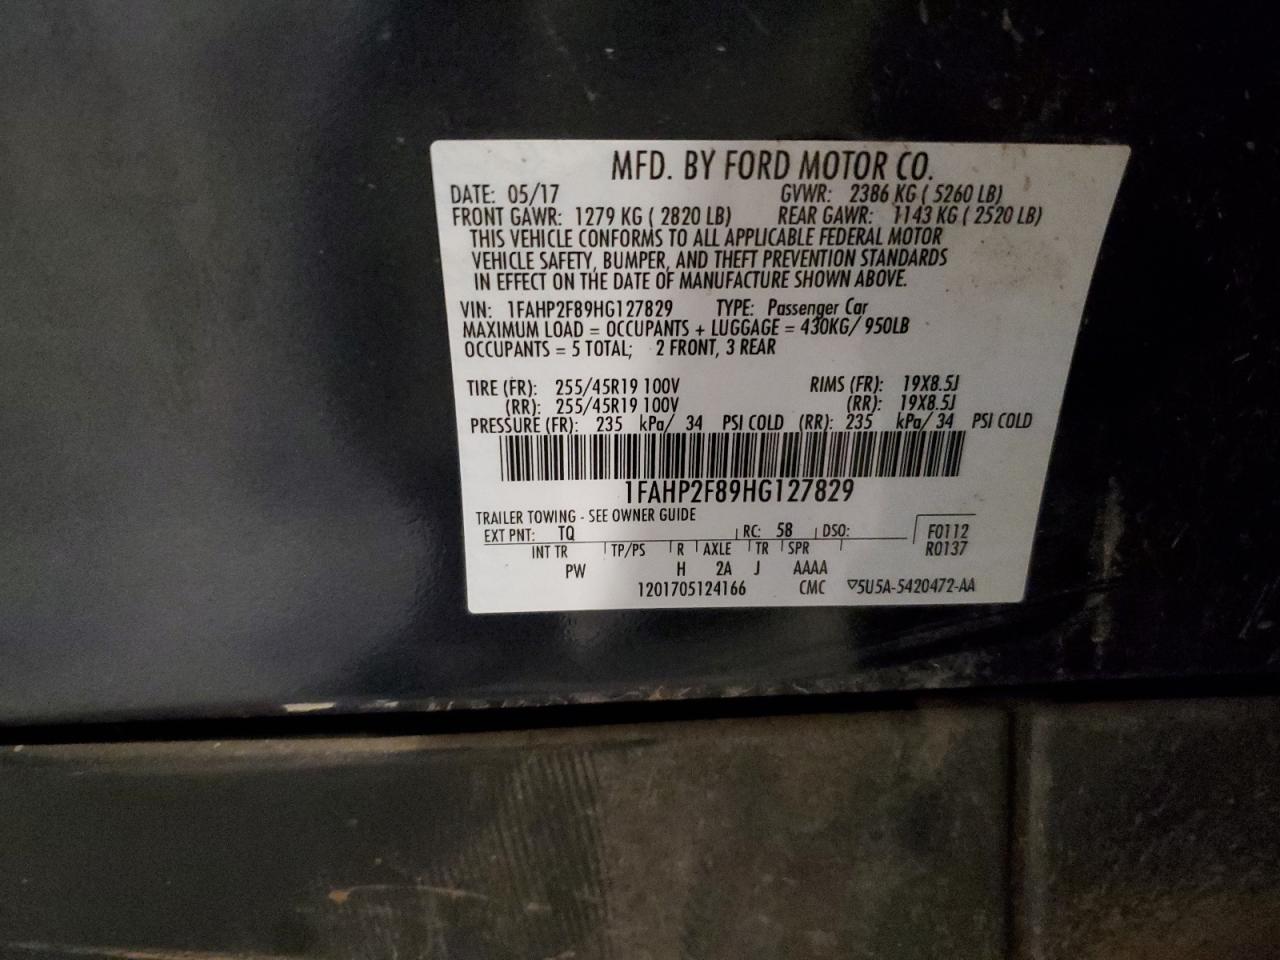 MFD. BY FORD MOTOR CO.
DATE: 05/17 GVWR: 2386 KG ( 5260 LB)
FRONT GAWR: 1279 KG ( 2820 LB) REAR GAWR: 1143 KG ( 2520 LB)
THIS VEHICLE CONFORMS TO ALL APPLICABLE FEDERAL MOTOR
VEHICLE SAFETY, BUMPER, AND THEFT PREVENTION STANDARDS
IN EFFECT ON THE DATE OF MANUFACTURE SHOWN ABOVE.
VIN: 1FAHP2F89HG127829 TYPE: Passenger Car
MAXIMUM LOAD = OCCUPANTS + LUGGAGE = 430KG/ 950LB
OCCUPANTS = 5 TOTAL; 2 FRONT, 3 REAR
TIRE (FR): 255/45R19 100V RIMS (FR): 19X8.5J
(RR): 255/45R19 100V (RR): 19X8.5J
PRESSURE (FR): 235 kPa/ 34 PSI COLD (RR): 235 kPa/ 34 PSI COLD
1FAHP2F89HG127829
TRAILER TOWING - SEE OWNER GUIDE
EXT PNT: TQ RC: 58 DSO: F0112
INT TR TP/PS R AXLE TR SPR R0137
PW H 2A J AAAA
1201705124166 CMC ▽5U5A-5420472-AA